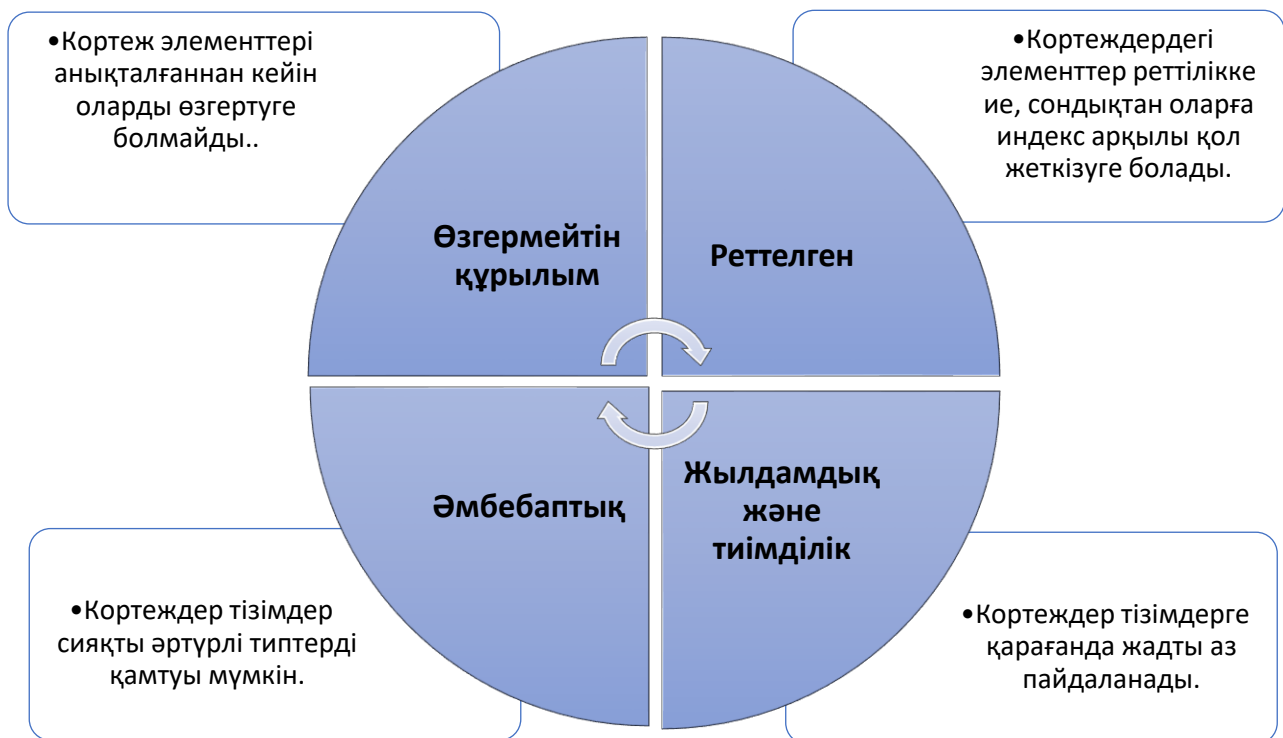 •Кортеж элементтері
анықталғаннан кейін
оларды өзгертуге
болмайды..
•Кортеждердегі
элементтер реттілікке
ие, сондықтан оларға
индекс арқылы қол
жеткізуге болады.
Өзгермейтін
құрылым
Реттелген
Әмбебаптық
Жылдамдық
және
тиімділік
•Кортеждер тізімдер
сияқты әртүрлі типтерді
қамтуы мүмкін.
•Кортеждер тізімдерге
қарағанда жадты аз
пайдаланады.